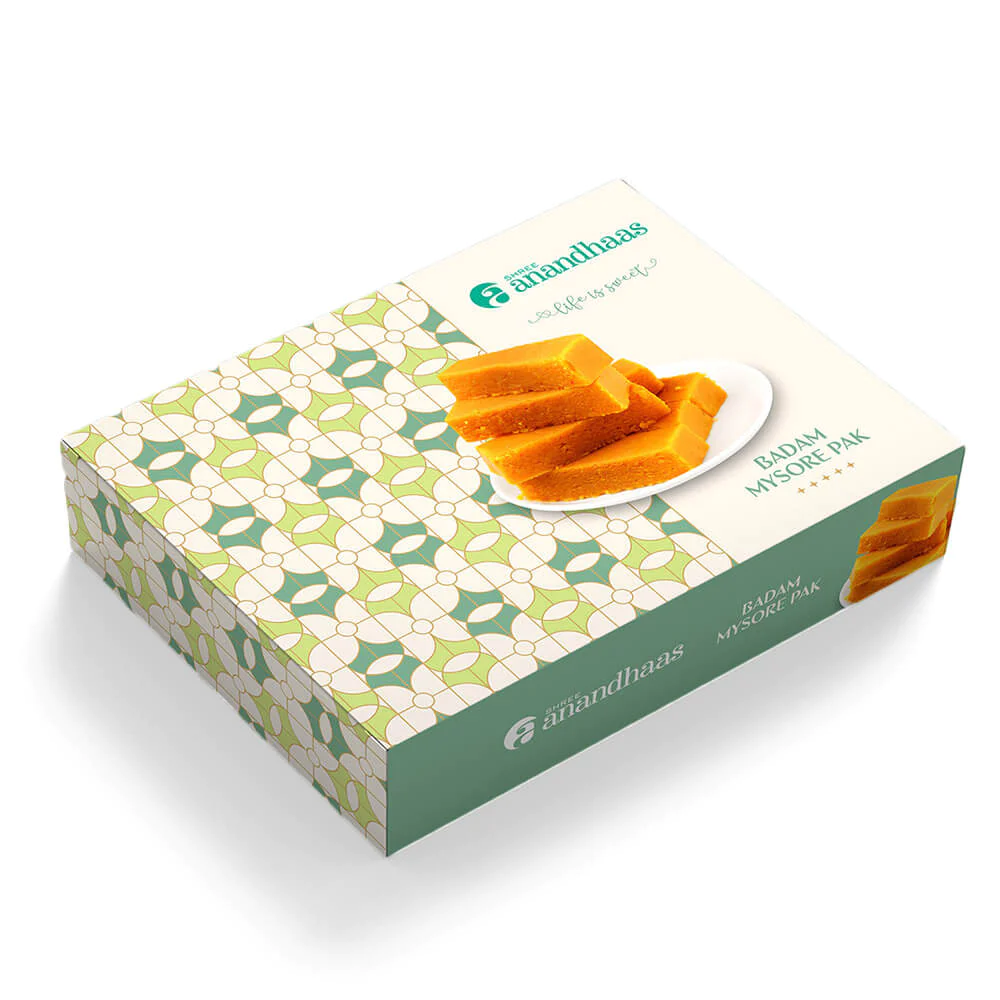 SHREE
anandhaas
life is sweet
BADAM
MYSORE PAK
SHREE
anandhaas
BADAM
MYSORE PAK